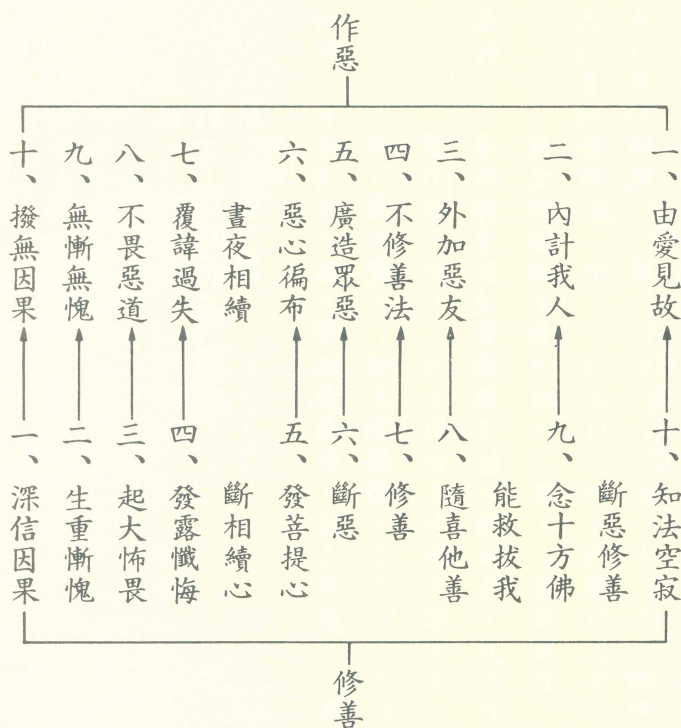 作惡
一、由愛見故
二、內計我人
三、外加惡友
四、不修善法
五、廣造眾惡
六、惡心徧布
晝夜相續
七、覆諱過失
八、不畏惡道
九、無慚無愧
十、撥無因果
十、知法空寂
斷惡修善
九、念十方佛
能救拔我
八、隨喜他善
七、修善
六、斷惡
五、發菩提心
斷相續心
四、發露懺悔
三、起大怖畏
二、生重慚愧
一、深信因果
修善